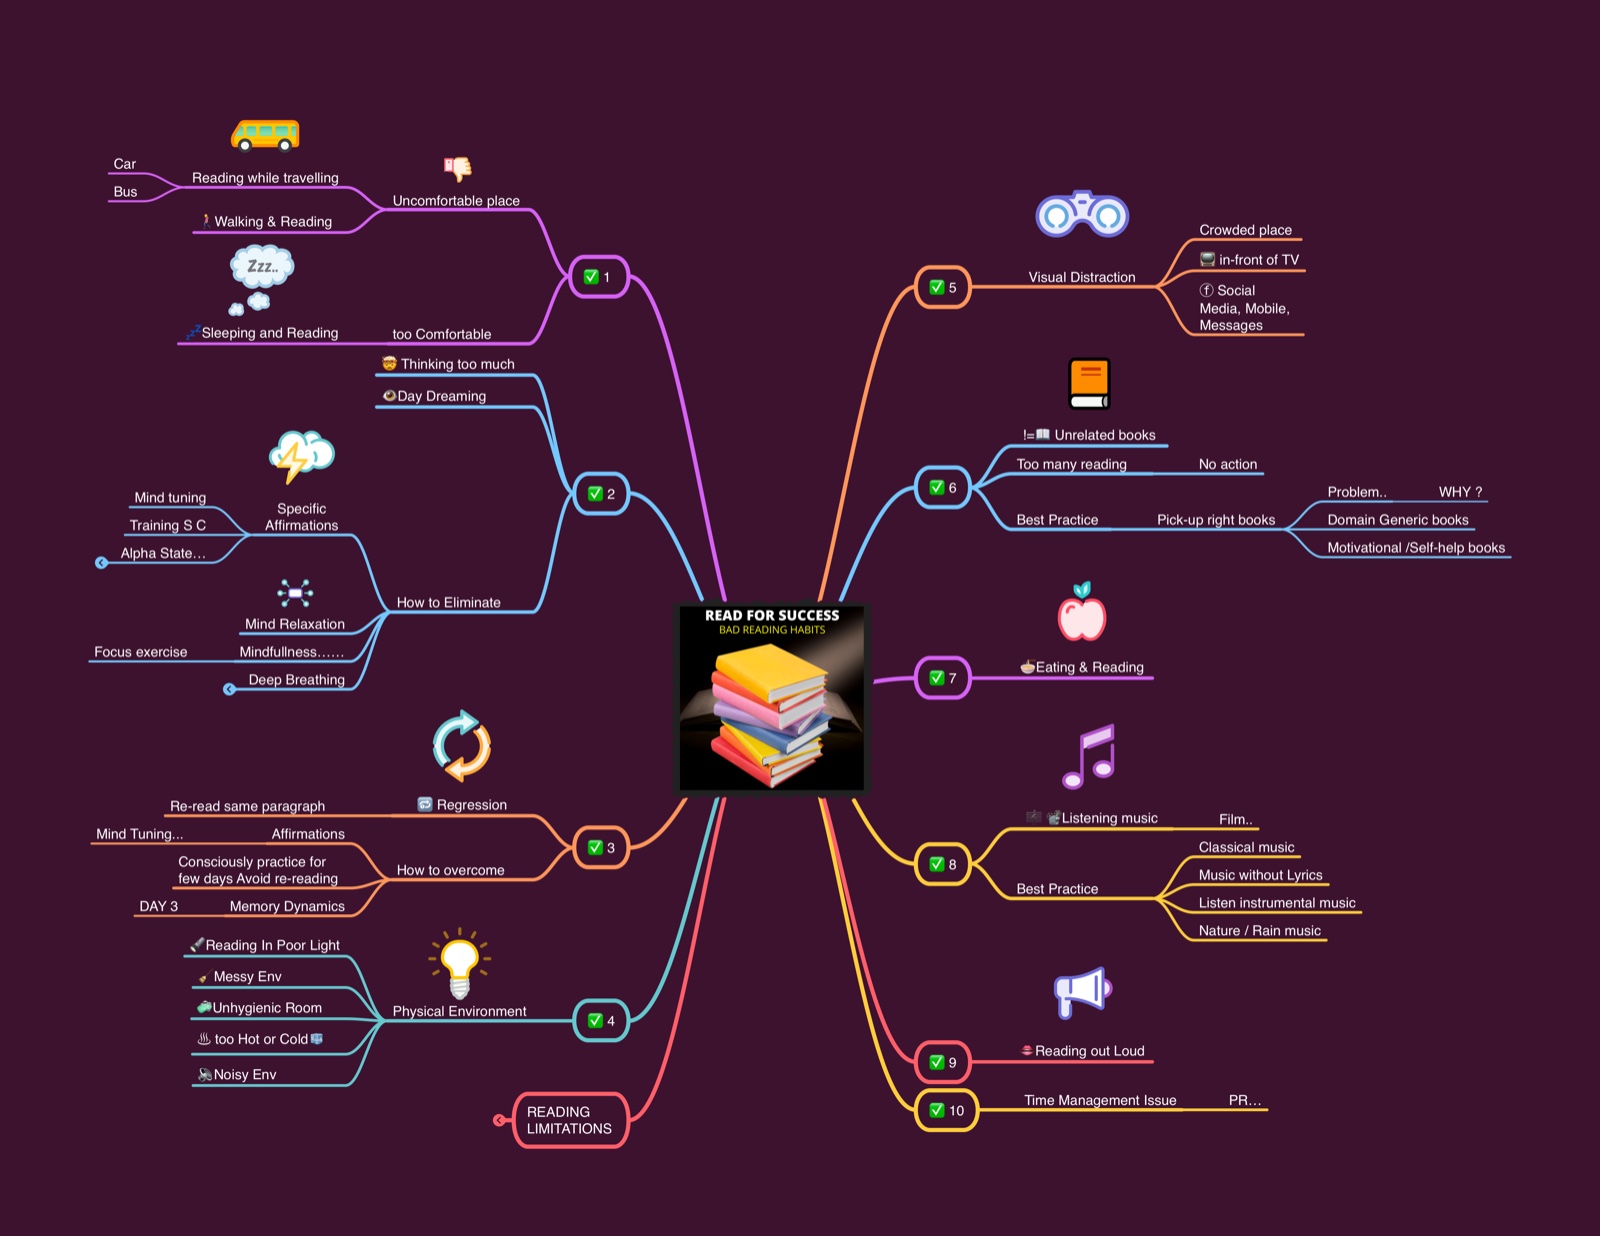 READ FOR SUCCESS
BAD READING HABITS
1
Uncomfortable place
Reading while travelling
Car
Bus
Walking & Reading
too Comfortable
Zzz..
Sleeping and Reading
2
Thinking too much
Day Dreaming
How to Eliminate
Specific
Affirmations
Mind tuning
Training S C
Alpha State...
Mind Relaxation
Mindfullness......
Focus exercise
Deep Breathing
3
Regression
Re-read same paragraph
How to overcome
Affirmations
Mind Tuning...
Consciously practice for
few days Avoid re-reading
Memory Dynamics
DAY 3
4
Physical Environment
Reading In Poor Light
Messy Env
Unhygienic Room
too Hot or Cold
Noisy Env
READING
LIMITATIONS
5
Visual Distraction
Crowded place
in-front of TV
Social
Media, Mobile,
Messages
6
!= Unrelated books
Too many reading
No action
Best Practice
Pick-up right books
Problem..
WHY ?
Domain Generic books
Motivational /Self-help books
7
Eating & Reading
8
Listening music
Film..
Best Practice
Classical music
Music without Lyrics
Listen instrumental music
Nature / Rain music
9
Reading out Loud
10
Time Management Issue
PR...